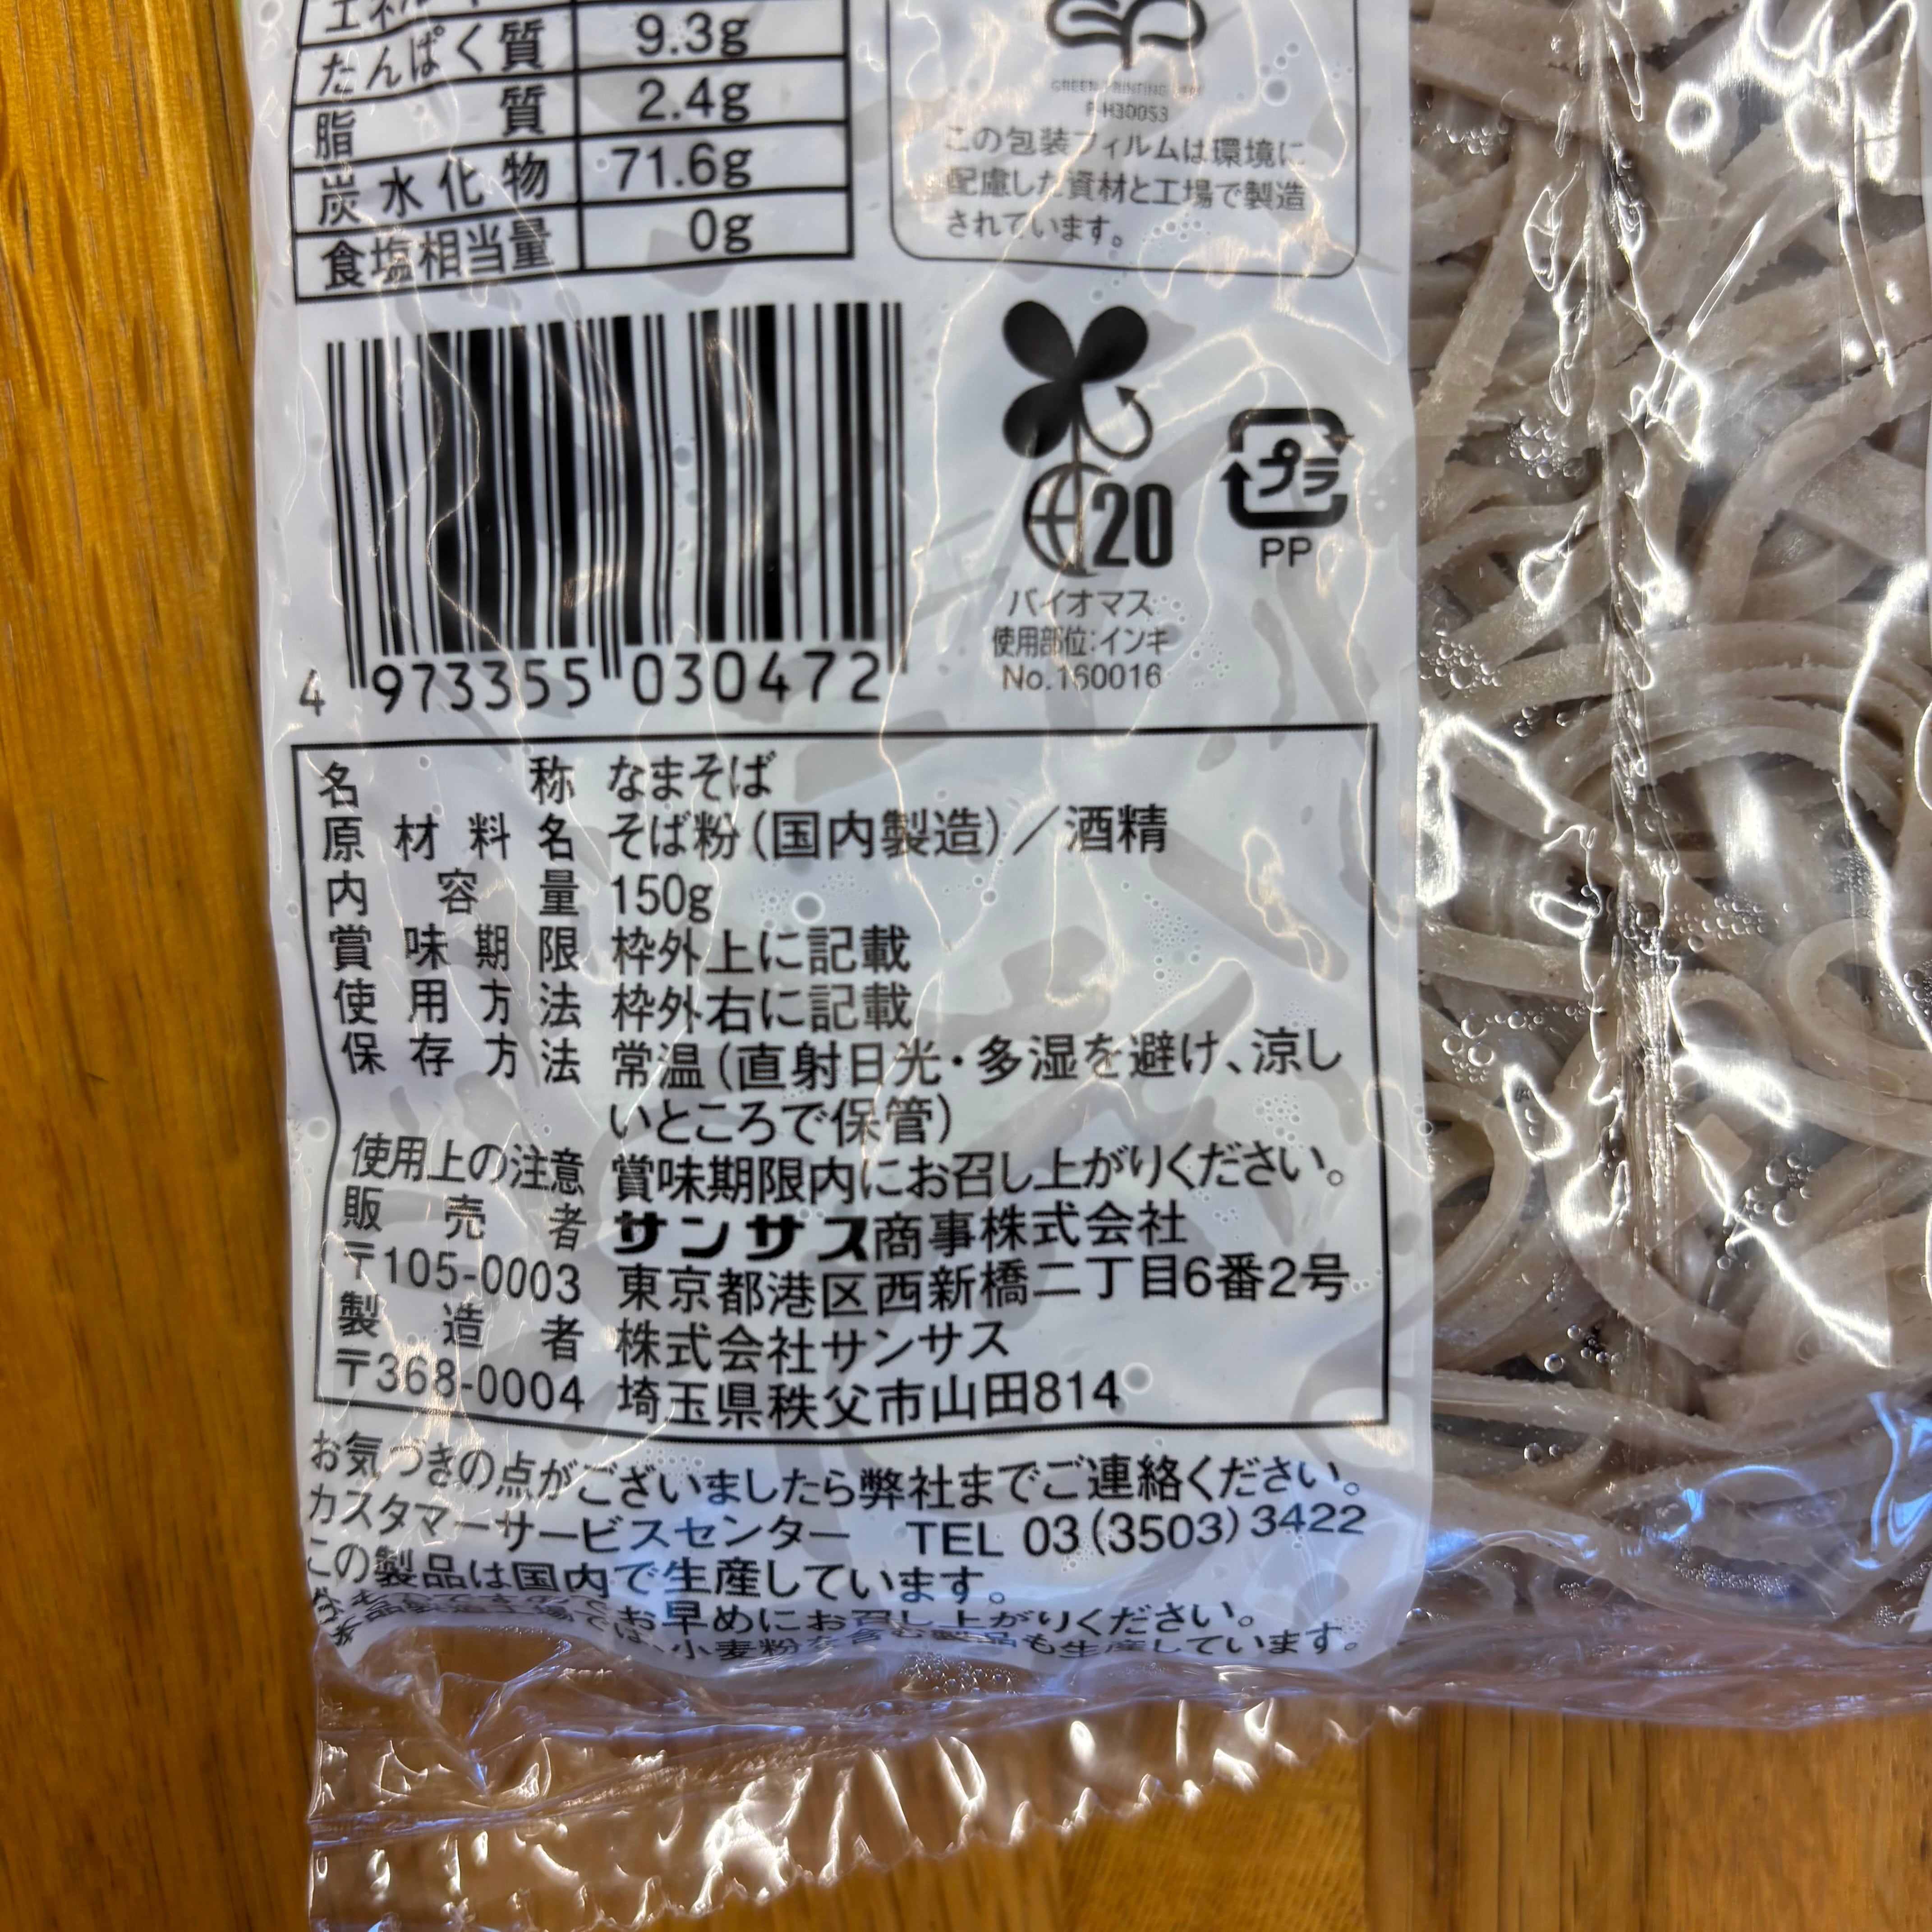 たんぱく質 9.3g
脂質 2.4g
炭水化物 71.6g
食塩相当量 0g
P-H30053
この包装フィルムは環境に
配慮した資材と工場で製造
されています。
20
プラ
PP
バイオマス
使用部位:インキ
No.160016
4 973355 030472
名称 なまそば
原材料名 そば粉(国内製造)/酒精
内容量 150g
賞味期限 枠外上に記載
使用方法 枠外右に記載
保存方法 常温(直射日光・多湿を避け、涼し
いところで保管)
使用上の注意 賞味期限内にお召し上がりください。
販売者 サンサス商事株式会社
〒105-0003 東京都港区西新橋二丁目6番2号
製造者 株式会社サンサス
〒368-0004 埼玉県秩父市山田814
お気づきの点がございましたら弊社までご連絡ください。
カスタマーサービスセンター TEL 03(3503)3422
この製品は国内で生産しています。
お早めにお召し上がりください。
では、小麦粉を含む製品も生産しています。